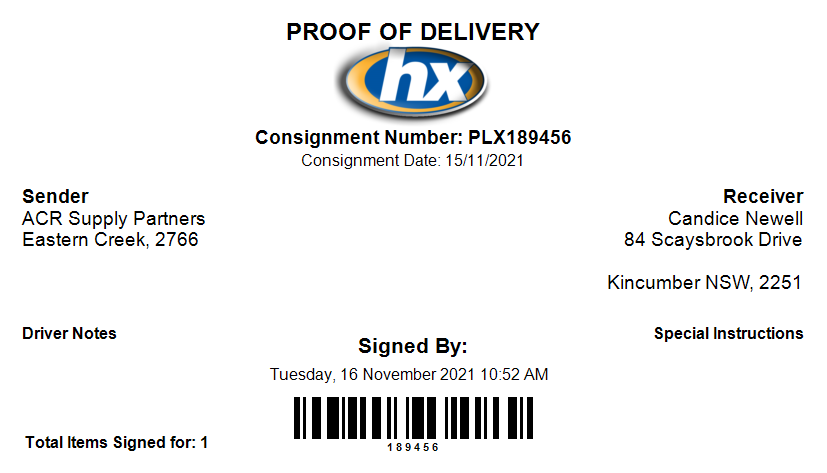 PROOF OF DELIVERY
hx
Consignment Number: PLX189456
Consignment Date: 15/11/2021
Sender
ACR Supply Partners
Eastern Creek, 2766
Receiver
Candice Newell
84 Scaysbrook Drive
Kincumber NSW, 2251
Driver Notes
Special Instructions
Signed By:
Tuesday, 16 November 2021 10:52 AM
189456
Total Items Signed for: 1